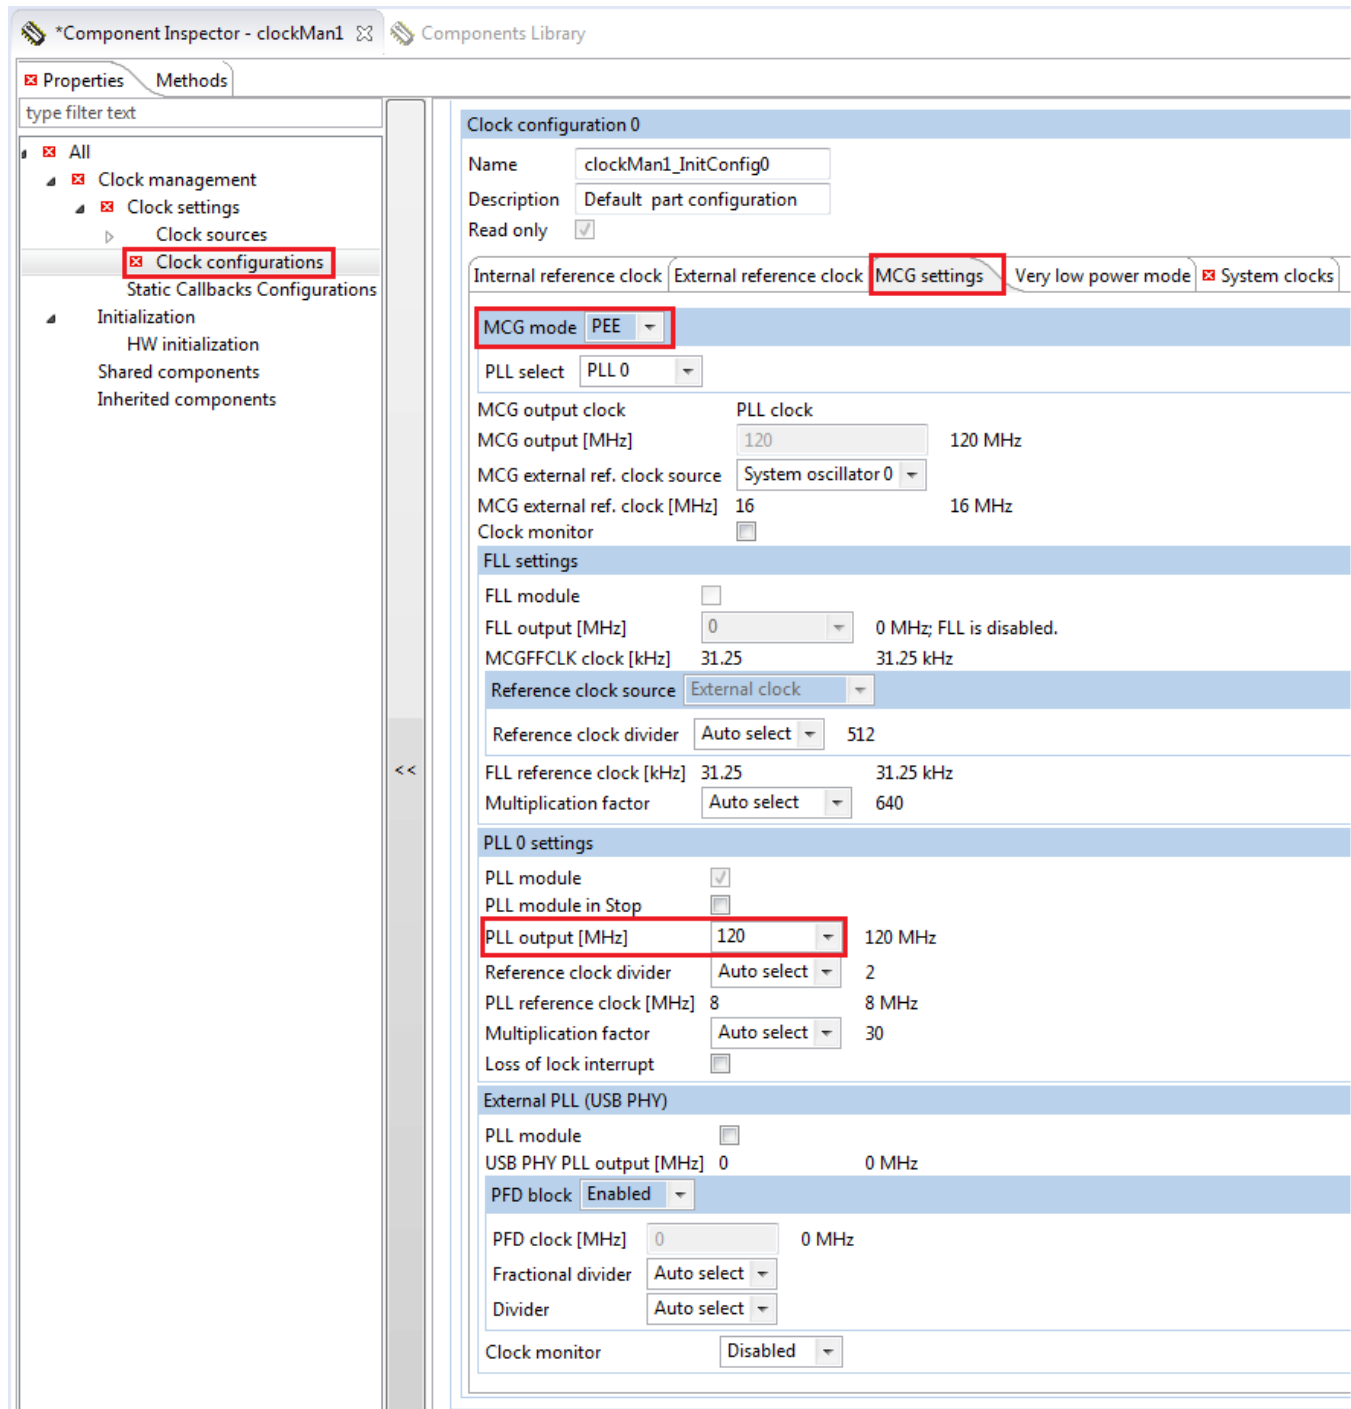 *Component Inspector - clockMan1 Components Library
Properties Methods
type filter text
All
Clock management
Clock settings
Clock sources
Clock configurations
Static Callbacks Configurations
Initialization
HW initialization
Shared components
Inherited components
<<
Clock configuration 0
Name clockMan1_InitConfig0
Description Default part configuration
Read only
Internal reference clock External reference clock MCG settings Very low power mode System clocks
MCG mode PEE
PLL select PLL 0
MCG output clock PLL clock
MCG output [MHz] 120 120 MHz
MCG external ref. clock source System oscillator 0
MCG external ref. clock [MHz] 16 16 MHz
Clock monitor
FLL settings
FLL module
FLL output [MHz] 0 0 MHz; FLL is disabled.
MCGFFCLK clock [kHz] 31.25 31.25 kHz
Reference clock source External clock
Reference clock divider Auto select 512
FLL reference clock [kHz] 31.25 31.25 kHz
Multiplication factor Auto select 640
PLL 0 settings
PLL module
PLL module in Stop
PLL output [MHz] 120 120 MHz
Reference clock divider Auto select 2
PLL reference clock [MHz] 8 8 MHz
Multiplication factor Auto select 30
Loss of lock interrupt
External PLL (USB PHY)
PLL module
USB PHY PLL output [MHz] 0 0 MHz
PFD block Enabled
PFD clock [MHz] 0 0 MHz
Fractional divider Auto select
Divider Auto select
Clock monitor Disabled